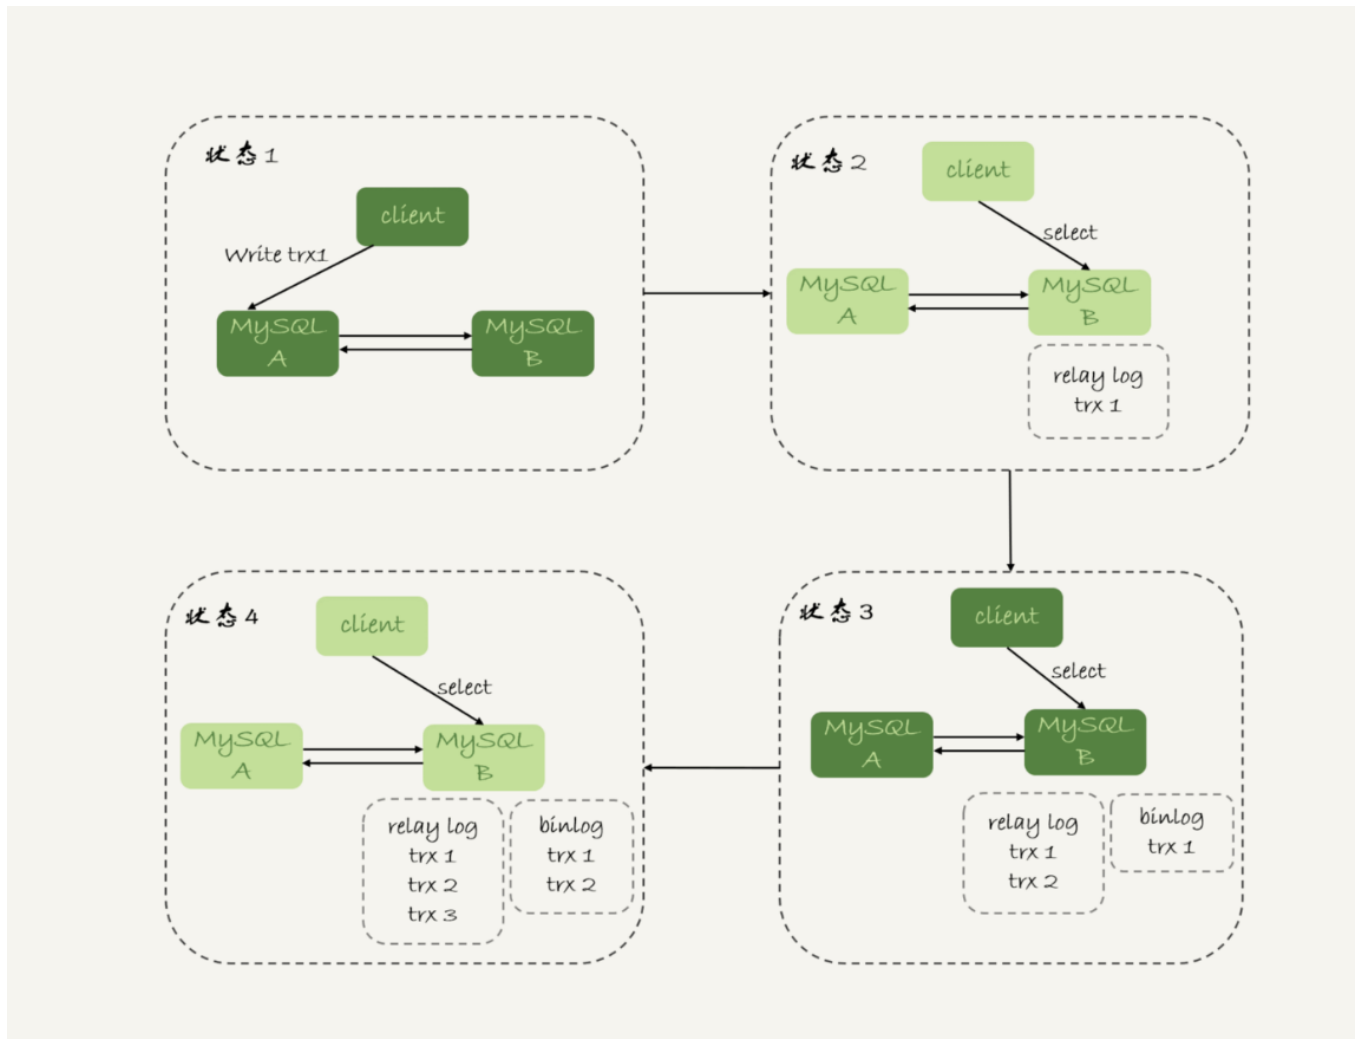 状态1
client
Write trx1
MySQL
A
MySQL
B
状态2
client
select
MySQL
A
MySQL
B
relay log
trx 1
状态3
client
select
MySQL
A
MySQL
B
relay log
trx 1
trx 2
binlog
trx 1
状态4
client
select
MySQL
A
MySQL
B
relay log
trx 1
trx 2
trx 3
binlog
trx 1
trx 2